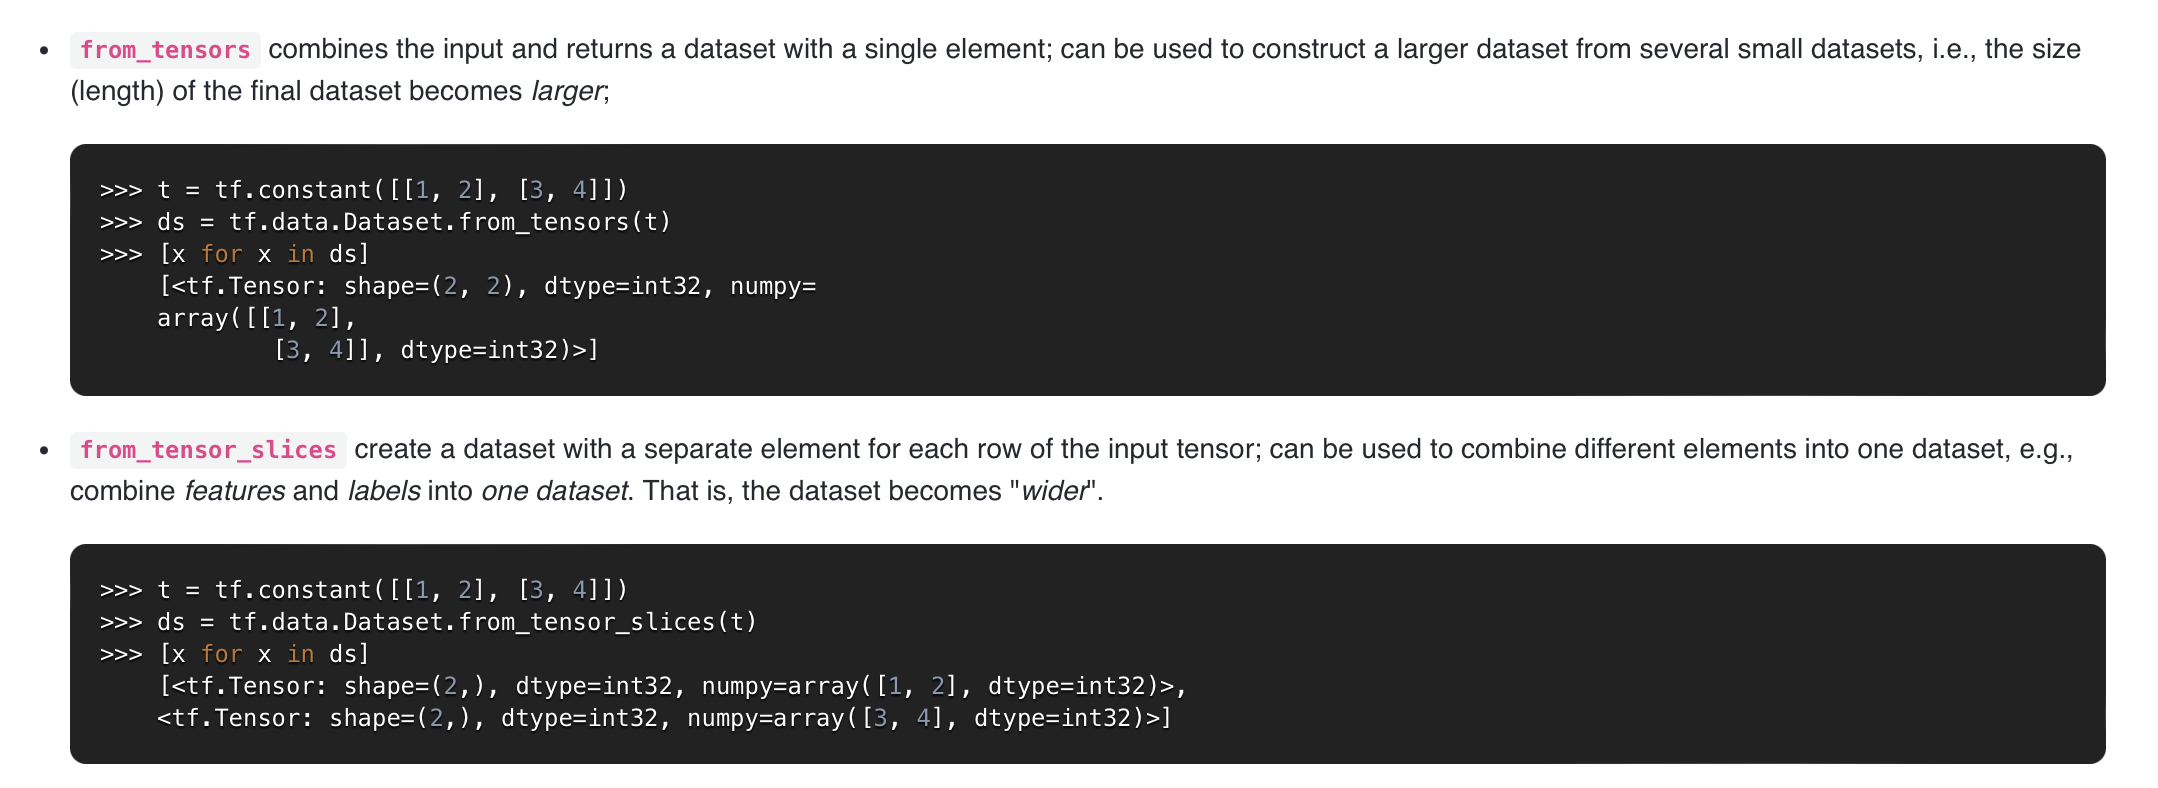 • from_tensors combines the input and returns a dataset with a single element; can be used to construct a larger dataset from several small datasets, i.e., the size
(length) of the final dataset becomes larger;
>>> t = tf.constant([[1, 2], [3, 4]])
>>> ds = tf.data.Dataset.from_tensors(t)
>>> [x for x in ds]
    [<tf.Tensor: shape=(2, 2), dtype=int32, numpy=
    array([[1, 2],
            [3, 4]], dtype=int32)>]
• from_tensor_slices create a dataset with a separate element for each row of the input tensor; can be used to combine different elements into one dataset, e.g.,
combine features and labels into one dataset. That is, the dataset becomes "wider".
>>> t = tf.constant([[1, 2], [3, 4]])
>>> ds = tf.data.Dataset.from_tensor_slices(t)
>>> [x for x in ds]
    [<tf.Tensor: shape=(2,), dtype=int32, numpy=array([1, 2], dtype=int32)>,
    <tf.Tensor: shape=(2,), dtype=int32, numpy=array([3, 4], dtype=int32)>]